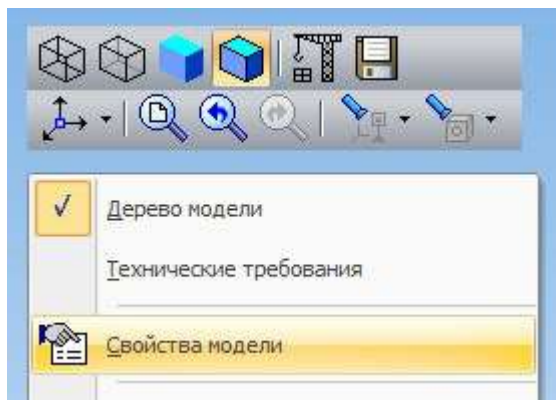 Дерево модели
Технические требования
Свойства модели